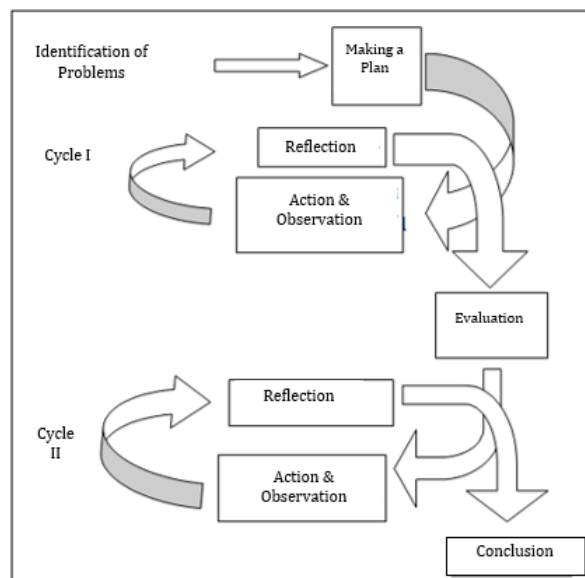 Identification of
Problems
Making a
Plan
Cycle I
Reflection
Action &
Observation
Evaluation
Reflection
Cycle
II
Action &
Observation
Conclusion